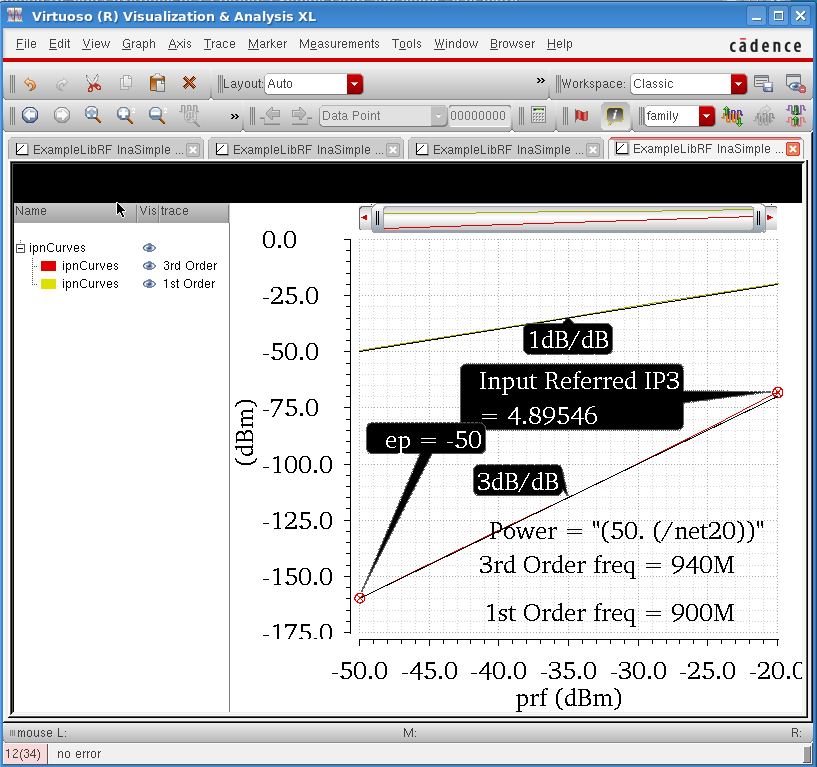 Virtuoso (R) Visualization & Analysis XL
File Edit View Graph Axis Trace Marker Measurements Tools Window Browser Help
cādence
Layout: Auto » Workspace: Classic
» Data Point 00000000 family
ExampleLibRF lnaSimple ... ExampleLibRF lnaSimple ... ExampleLibRF lnaSimple ... ExampleLibRF lnaSimple ...
Name Vis trace
ipnCurves
ipnCurves 3rd Order
ipnCurves 1st Order
0.0
-25.0
-50.0
-75.0
-100.0
-125.0
-150.0
-175.0
(dBm)
1dB/dB
Input Referred IP3
= 4.89546
ep = -50
3dB/dB
Power = "(50. (/net20))"
3rd Order freq = 940M
1st Order freq = 900M
-50.0 -45.0 -40.0 -35.0 -30.0 -25.0 -20.0
prf (dBm)
mouse L: M: R:
12(34) no error